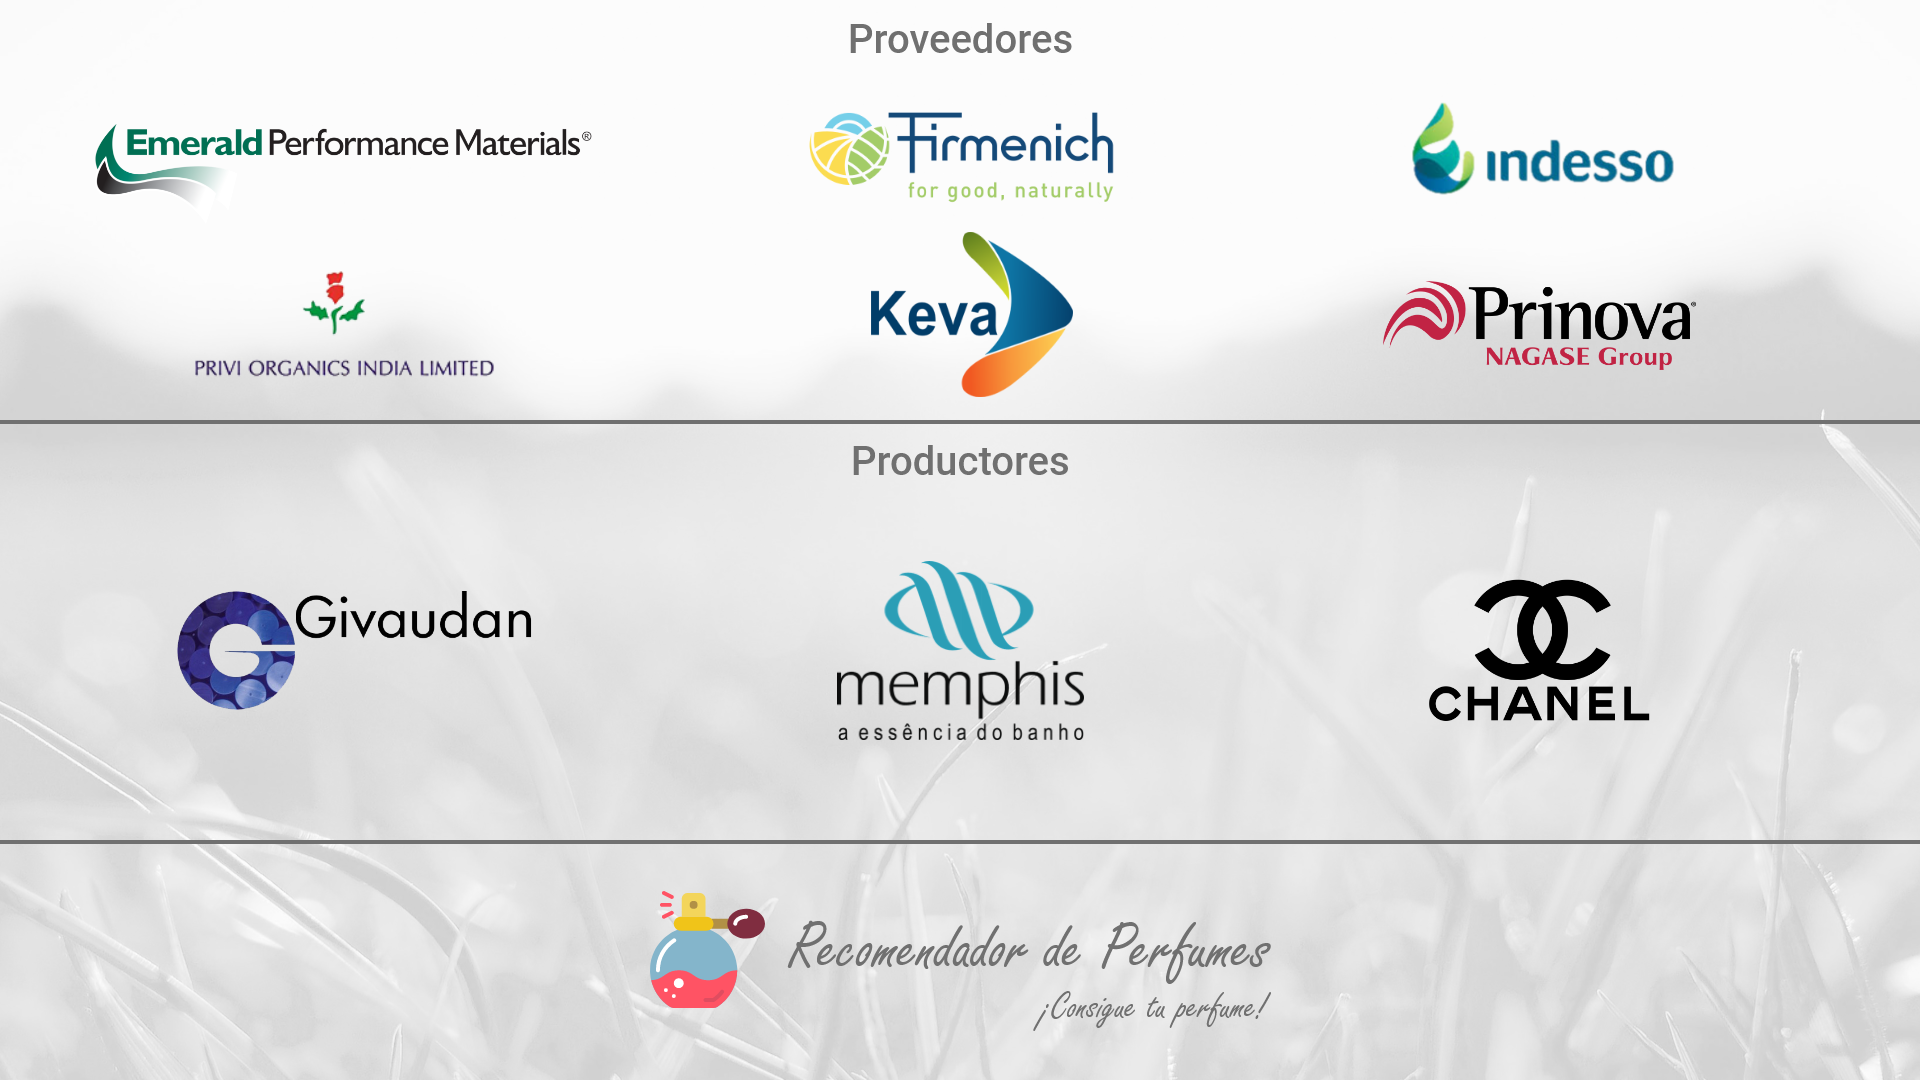 Proveedores
Emerald Performance Materials®
Firmenich
for good, naturally
ındesso
PRIVI ORGANICS INDIA LIMITED
Keva
Prinova®
NAGASE Group
Productores
Givaudan
memphis
a essência do banho
CHANEL
Recomendador de Perfumes
¡Consigue tu perfume!